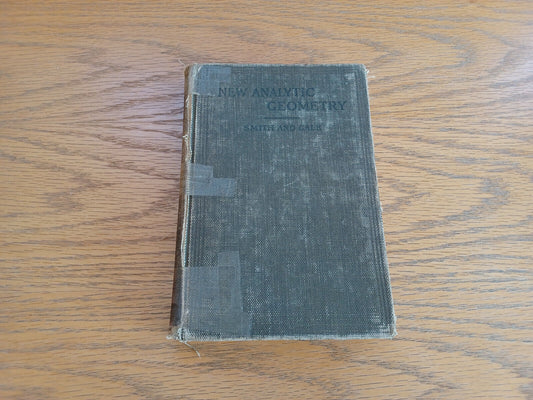 NEW ANALYTIC
GEOMETRY
SMITH AND GALE